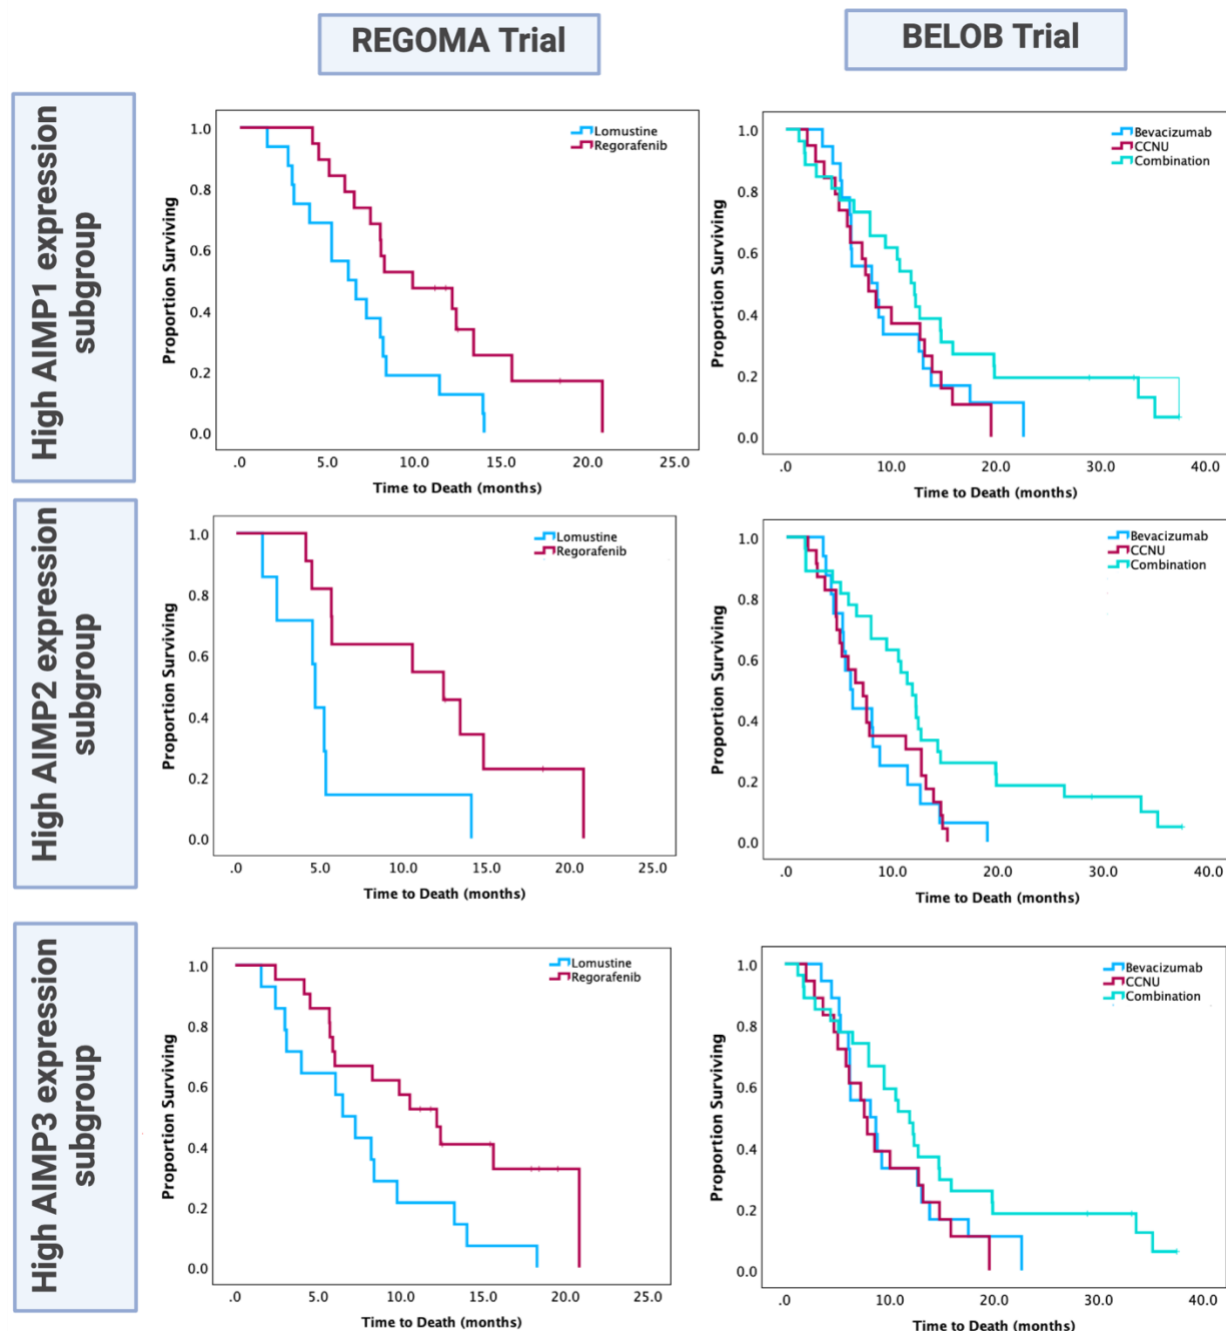 REGOMA Trial
BELOB Trial
High AIMP1 expression
subgroup
Proportion Surviving
1.0
0.8
0.6
0.4
0.2
0.0
Lomustine
Regorafenib
.0 5.0 10.0 15.0 20.0 25.0
Time to Death (months)
Proportion Surviving
1.0
0.8
0.6
0.4
0.2
0.0
Bevacizumab
CCNU
Combination
.0 10.0 20.0 30.0 40.0
Time to Death (months)
High AIMP2 expression
subgroup
Proportion Surviving
1.0
0.8
0.6
0.4
0.2
0.0
Lomustine
Regorafenib
.0 5.0 10.0 15.0 20.0 25.0
Time to Death (months)
Proportion Surviving
1.0
0.8
0.6
0.4
0.2
0.0
Bevacizumab
CCNU
Combination
.0 10.0 20.0 30.0 40.0
Time to Death (months)
High AIMP3 expression
subgroup
Proportion Surviving
1.0
0.8
0.6
0.4
0.2
0.0
Lomustine
Regorafenib
.0 5.0 10.0 15.0 20.0 25.0
Time to Death (months)
Proportion Surviving
1.0
0.8
0.6
0.4
0.2
0.0
Bevacizumab
CCNU
Combination
.0 10.0 20.0 30.0 40.0
Time to Death (months)